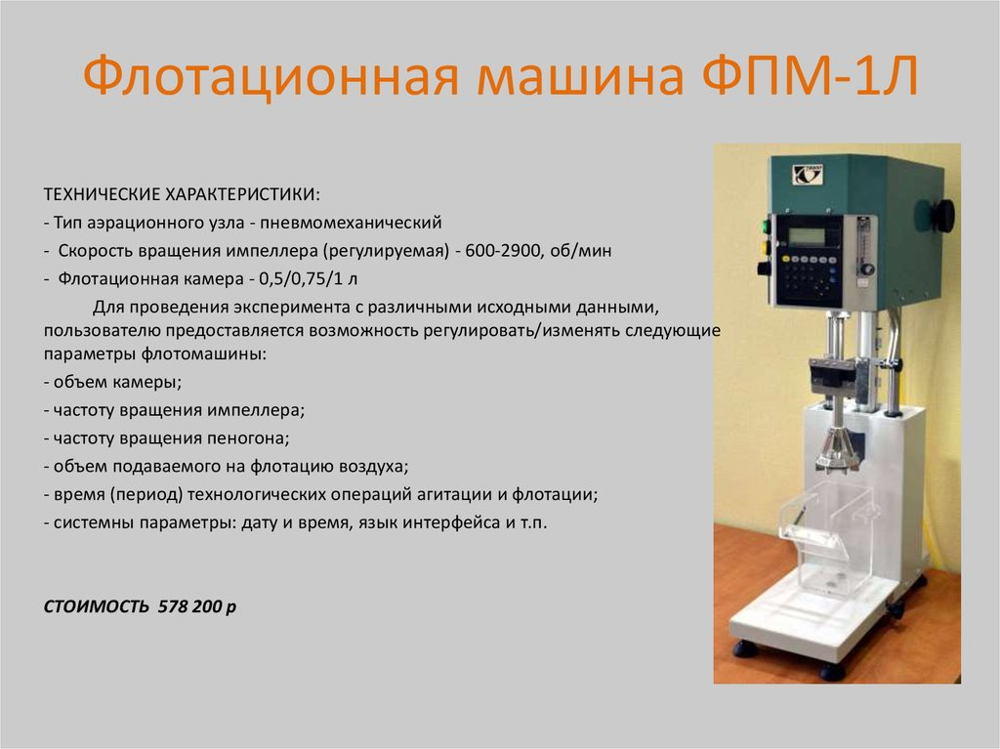 Флотационная машина ФПМ-1Л
ТЕХНИЧЕСКИЕ ХАРАКТЕРИСТИКИ:
- Тип аэрационного узла - пневмомеханический
- Скорость вращения импеллера (регулируемая) - 600-2900, об/мин
- Флотационная камера - 0,5/0,75/1 л
Для проведения эксперимента с различными исходными данными,
пользователю предоставляется возможность регулировать/изменять следующие
параметры флотомашины:
- объем камеры;
- частоту вращения импеллера;
- частоту вращения пеногона;
- объем подаваемого на флотацию воздуха;
- время (период) технологических операций агитации и флотации;
- системны параметры: дату и время, язык интерфейса и т.п.
СТОИМОСТЬ 578 200 р